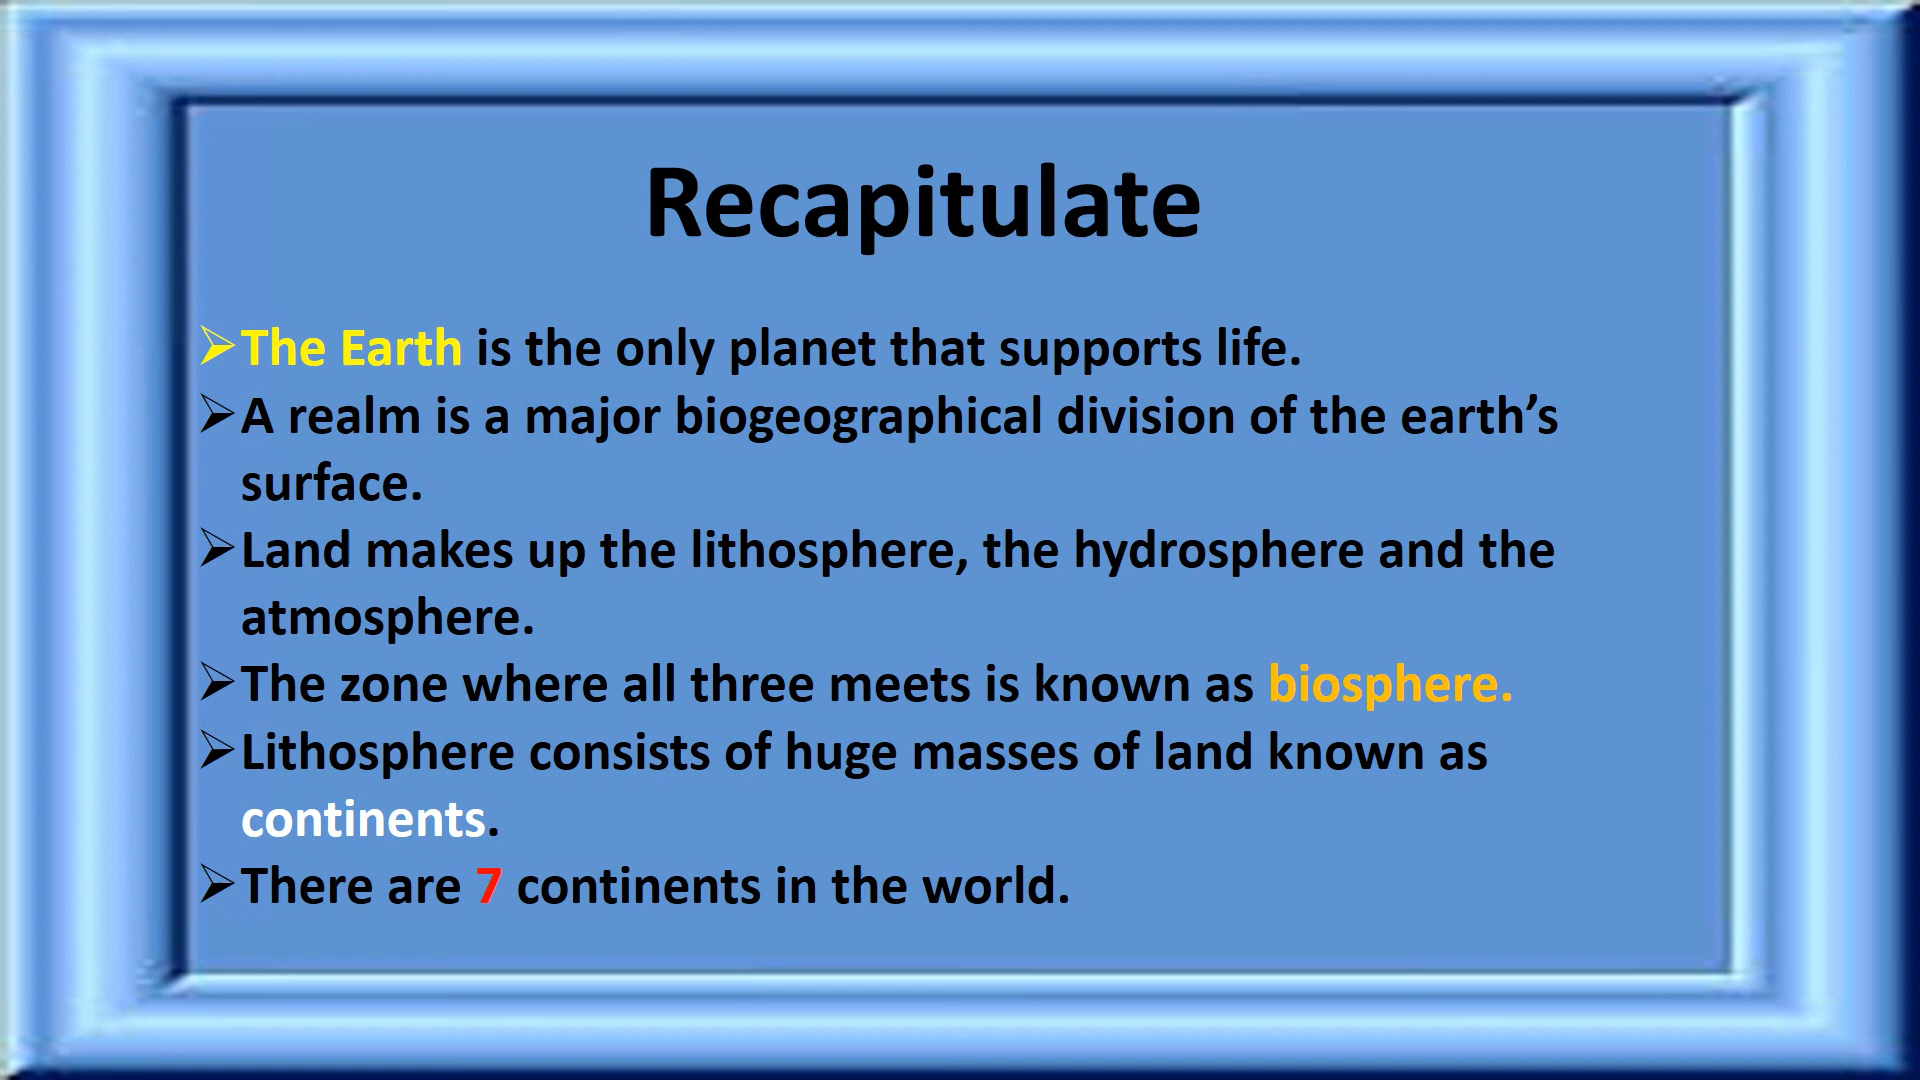 Recapitulate
➢The Earth is the only planet that supports life.
➢A realm is a major biogeographical division of the earth’s
surface.
➢Land makes up the lithosphere, the hydrosphere and the
atmosphere.
➢The zone where all three meets is known as biosphere.
➢Lithosphere consists of huge masses of land known as
continents.
➢There are 7 continents in the world.